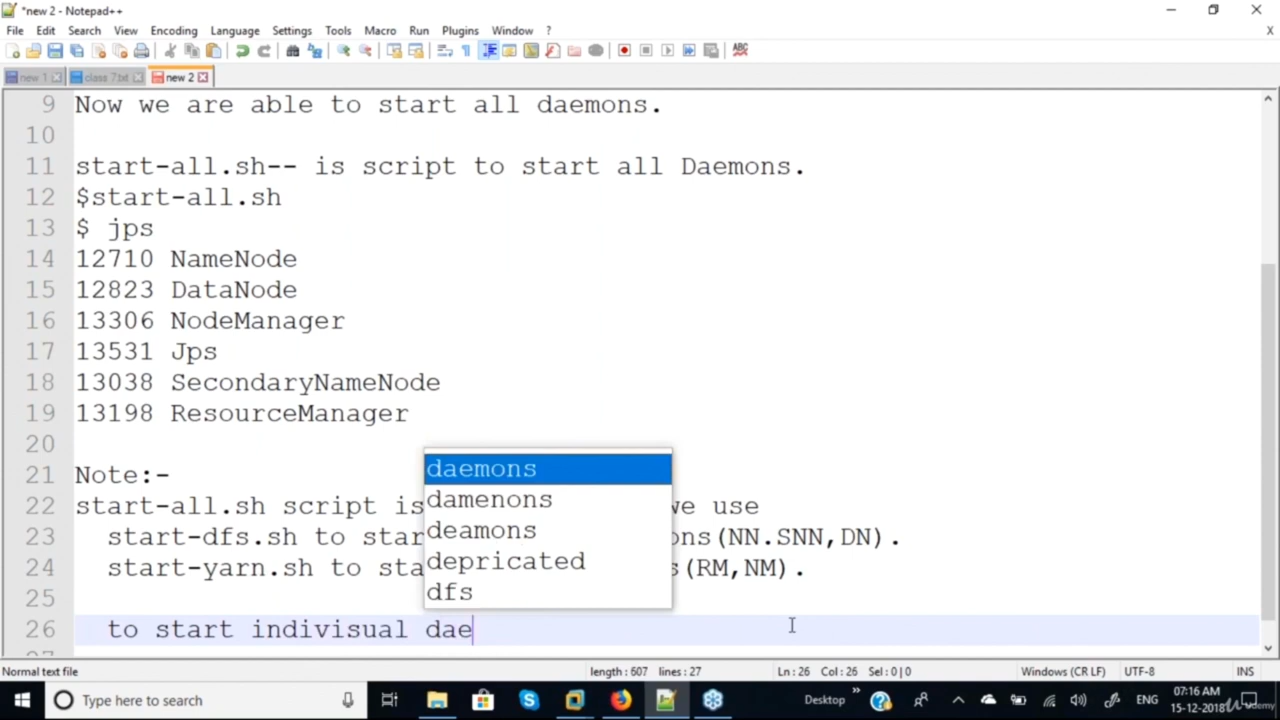 *new 2 - Notepad++
File Edit Search View Encoding Language Settings Tools Macro Run Plugins Window ?
X
new 1 class 7.txt new 2
9 Now we are able to start all daemons.
10
11 start-all.sh-- is script to start all Daemons.
12 $start-all.sh
13 $ jps
14 12710 NameNode
15 12823 DataNode
16 13306 NodeManager
17 13531 Jps
18 13038 SecondaryNameNode
19 13198 ResourceManager
20
21 Note:-
22 start-all.sh script is we use
23 start-dfs.sh to star ons(NN.SNN,DN).
24 start-yarn.sh to sta s(RM,NM).
25
26 to start indivisual dae
daemons
damenons
deamons
depricated
dfs
Normal text file length : 607 lines : 27 Ln : 26 Col : 26 Sel : 0 | 0 Windows (CR LF) UTF-8 INS
Type here to search Desktop ENG 07:16 AM
15-12-2018
Udemy